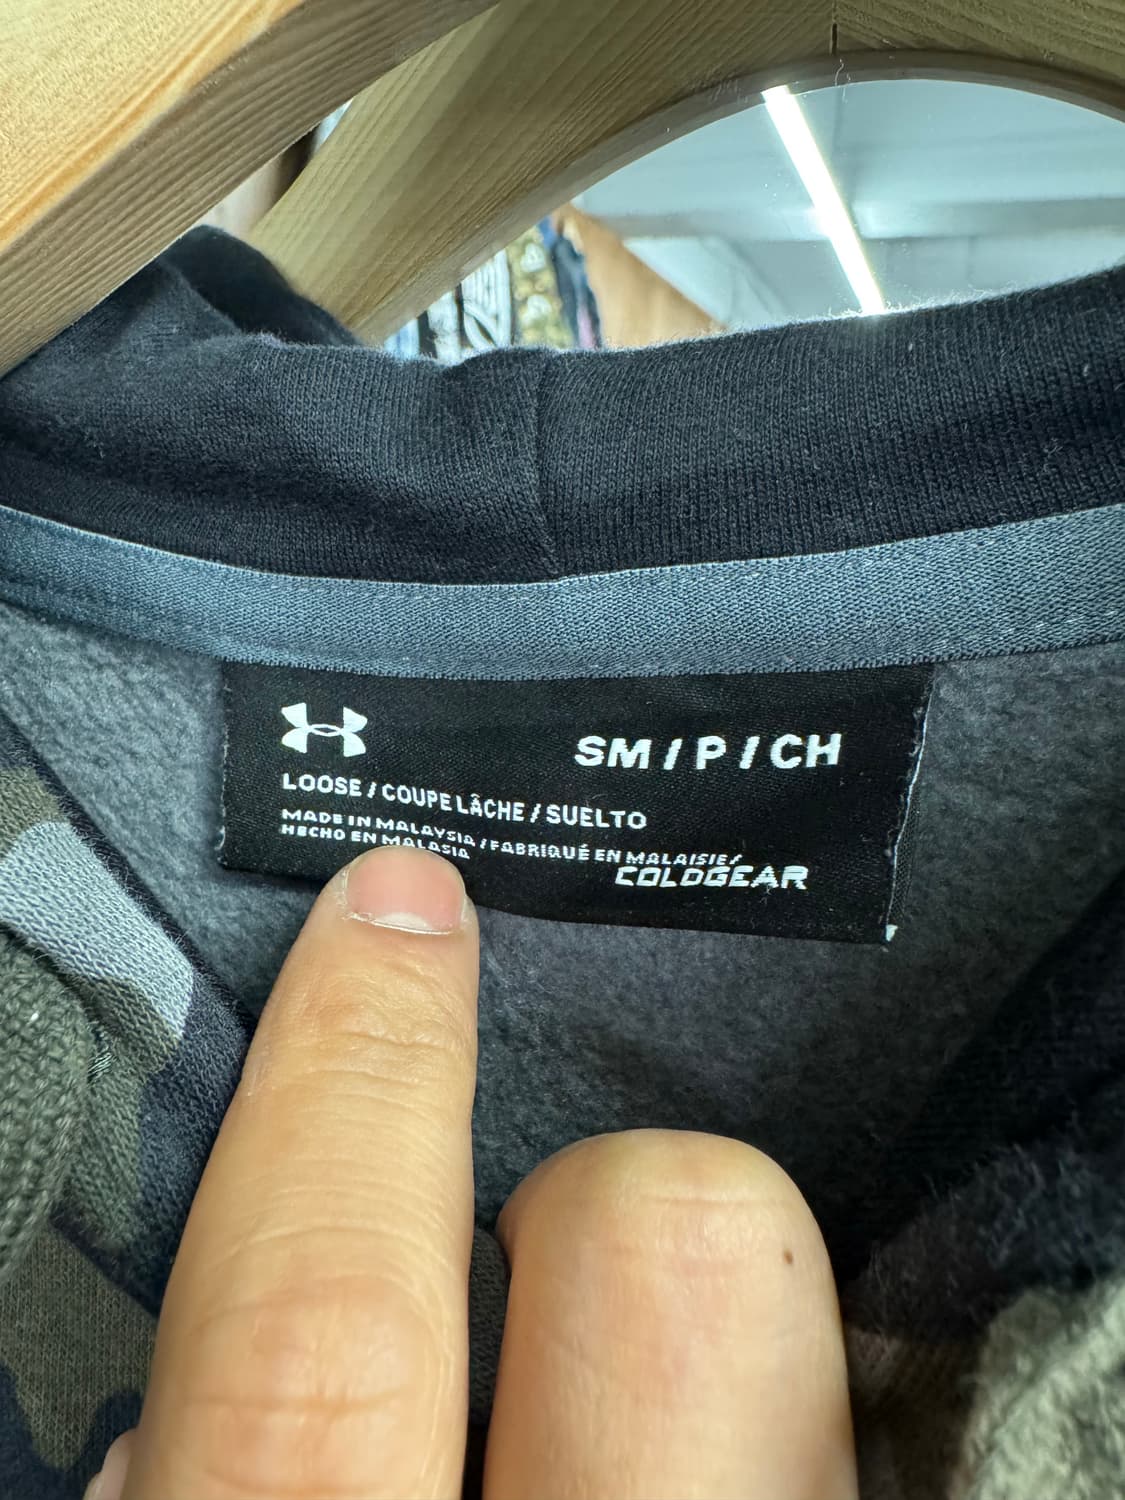 SM / P / CH
LOOSE / COUPE LÂCHE / SUELTO
MADE IN MALAYSIA / FABRIQUÉ EN MALAISIE /
HECHO EN MALASIA
COLDGEAR